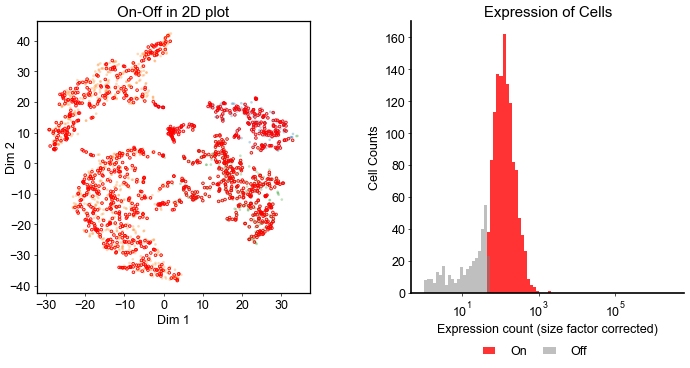 On-Off in 2D plot
Dim 2
40
30
20
10
0
−10
−20
−30
−40
−30 −20 −10 0 10 20 30
Dim 1
Expression of Cells
Cell Counts
160
140
120
100
80
60
40
20
0
10^1 10^3 10^5
Expression count (size factor corrected)
On Off